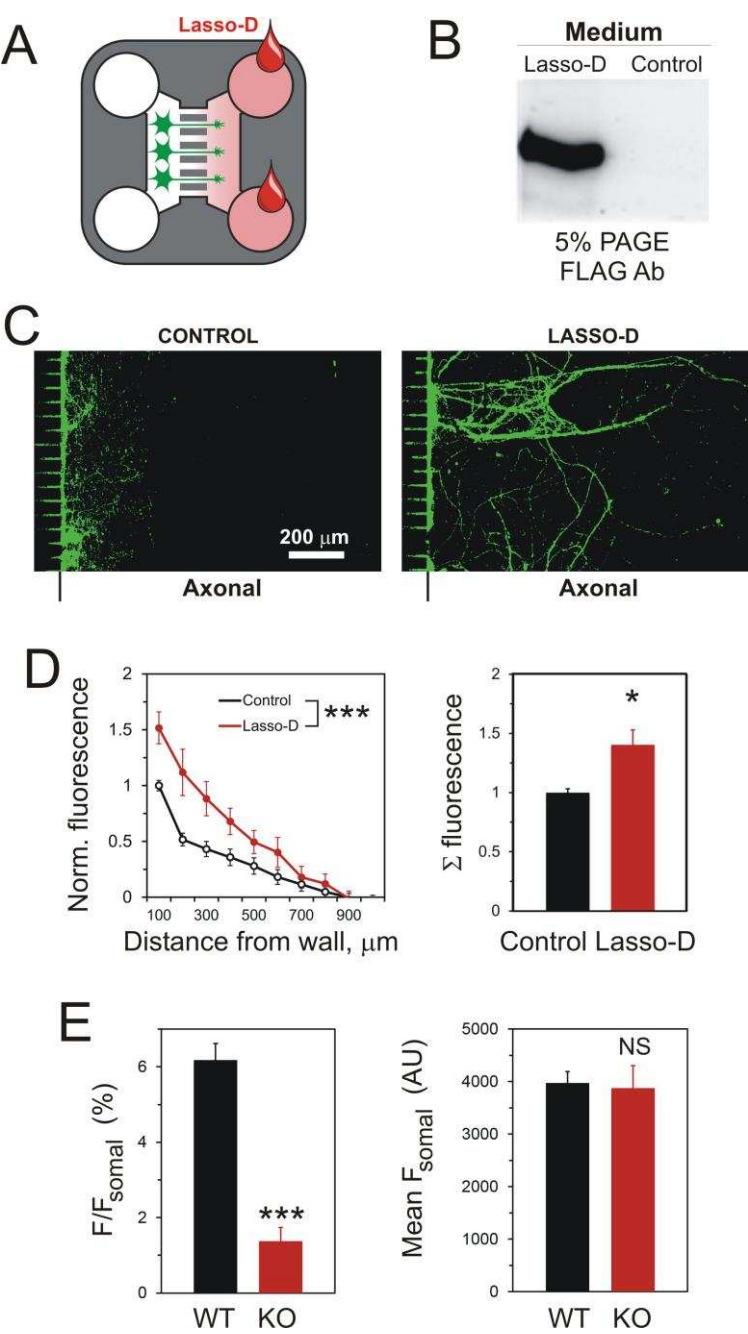 A
Lasso-D
B
Medium
Lasso-D Control
5% PAGE
FLAG Ab
C
CONTROL
LASSO-D
200 μm
Axonal
Axonal
D
Norm. fluorescence
2
1.5
1
0.5
0
Control
Lasso-D
***
100 300 500 700 900
Distance from wall, μm
Σ fluorescence
2
1.5
1
0.5
0
*
Control Lasso-D
E
F/Fsomal (%)
6
4
2
0
***
WT KO
Mean Fsomal (AU)
5000
4000
3000
2000
1000
0
NS
WT KO